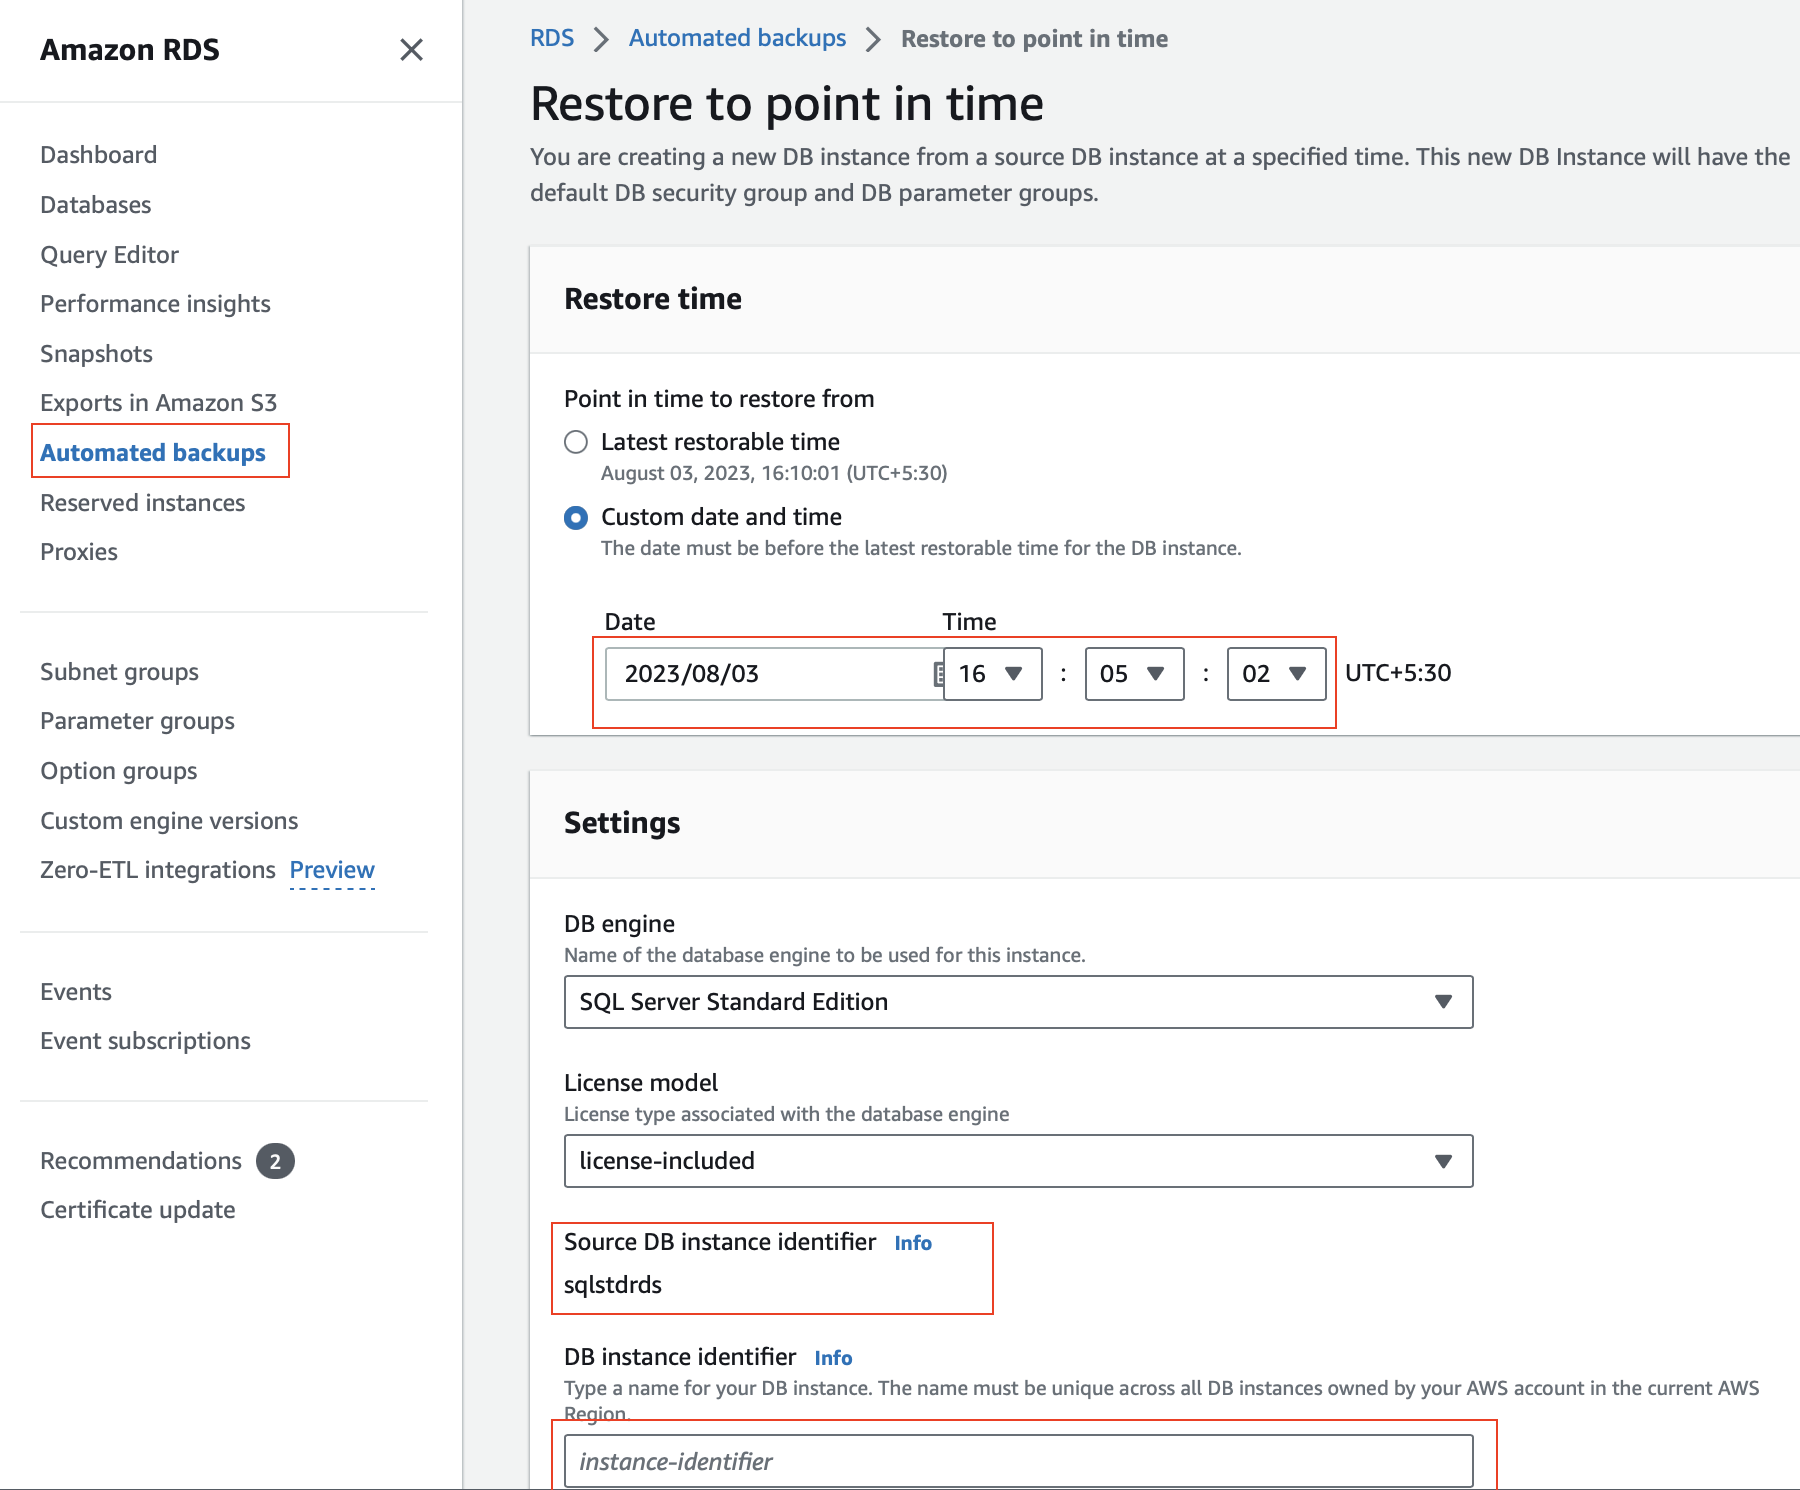 Amazon RDS
Dashboard
Databases
Query Editor
Performance insights
Snapshots
Exports in Amazon S3
Automated backups
Reserved instances
Proxies
Subnet groups
Parameter groups
Option groups
Custom engine versions
Zero-ETL integrations Preview
Events
Event subscriptions
Recommendations 2
Certificate update
RDS > Automated backups > Restore to point in time
Restore to point in time
You are creating a new DB instance from a source DB instance at a specified time. This new DB Instance will have the
default DB security group and DB parameter groups.
Restore time
Point in time to restore from
Latest restorable time
August 03, 2023, 16:10:01 (UTC+5:30)
Custom date and time
The date must be before the latest restorable time for the DB instance.
Date Time
2023/08/03 16 : 05 : 02 UTC+5:30
Settings
DB engine
Name of the database engine to be used for this instance.
SQL Server Standard Edition
License model
License type associated with the database engine
license-included
Source DB instance identifier Info
sqlstdrds
DB instance identifier Info
Type a name for your DB instance. The name must be unique across all DB instances owned by your AWS account in the current AWS
Region.
instance-identifier